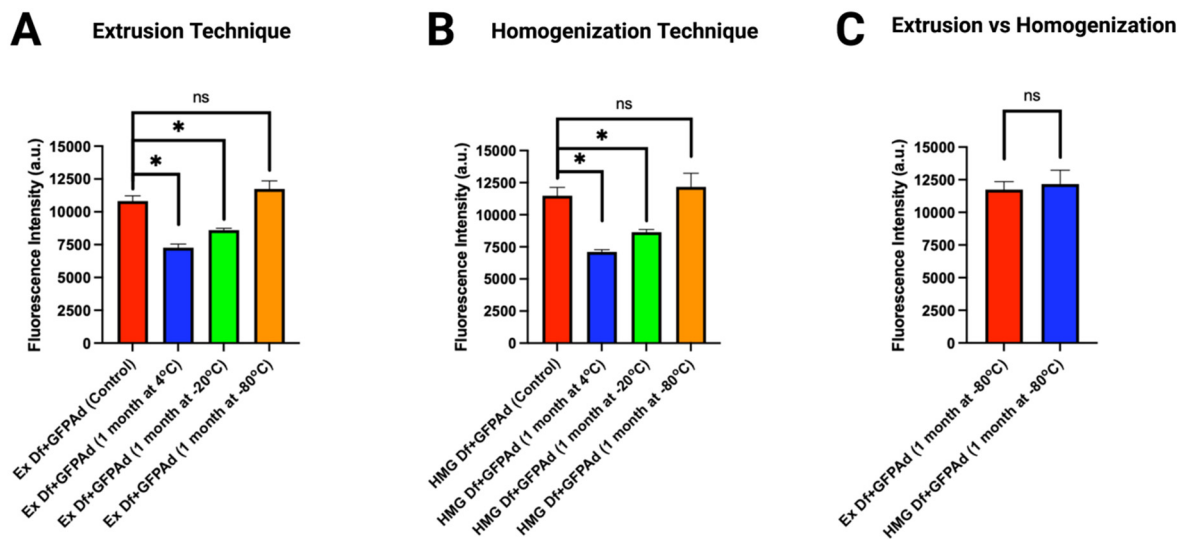 A
Extrusion Technique
ns
*
*
Fluorescence Intensity (a.u.)
15000
12500
10000
7500
5000
2500
0
Ex Df+GFPAd (Control)
Ex Df+GFPAd (1 month at 4ºC)
Ex Df+GFPAd (1 month at -20ºC)
Ex Df+GFPAd (1 month at -80ºC)
B
Homogenization Technique
ns
*
*
Fluorescence Intensity (a.u.)
15000
12500
10000
7500
5000
2500
0
HMG Df+GFPAd (Control)
HMG Df+GFPAd (1 month at 4ºC)
HMG Df+GFPAd (1 month at -20ºC)
HMG Df+GFPAd (1 month at -80ºC)
C
Extrusion vs Homogenization
ns
Fluorescence Intensity (a.u.)
15000
12500
10000
7500
5000
2500
0
Ex Df+GFPAd (1 month at -80ºC)
HMG Df+GFPAd (1 month at -80ºC)